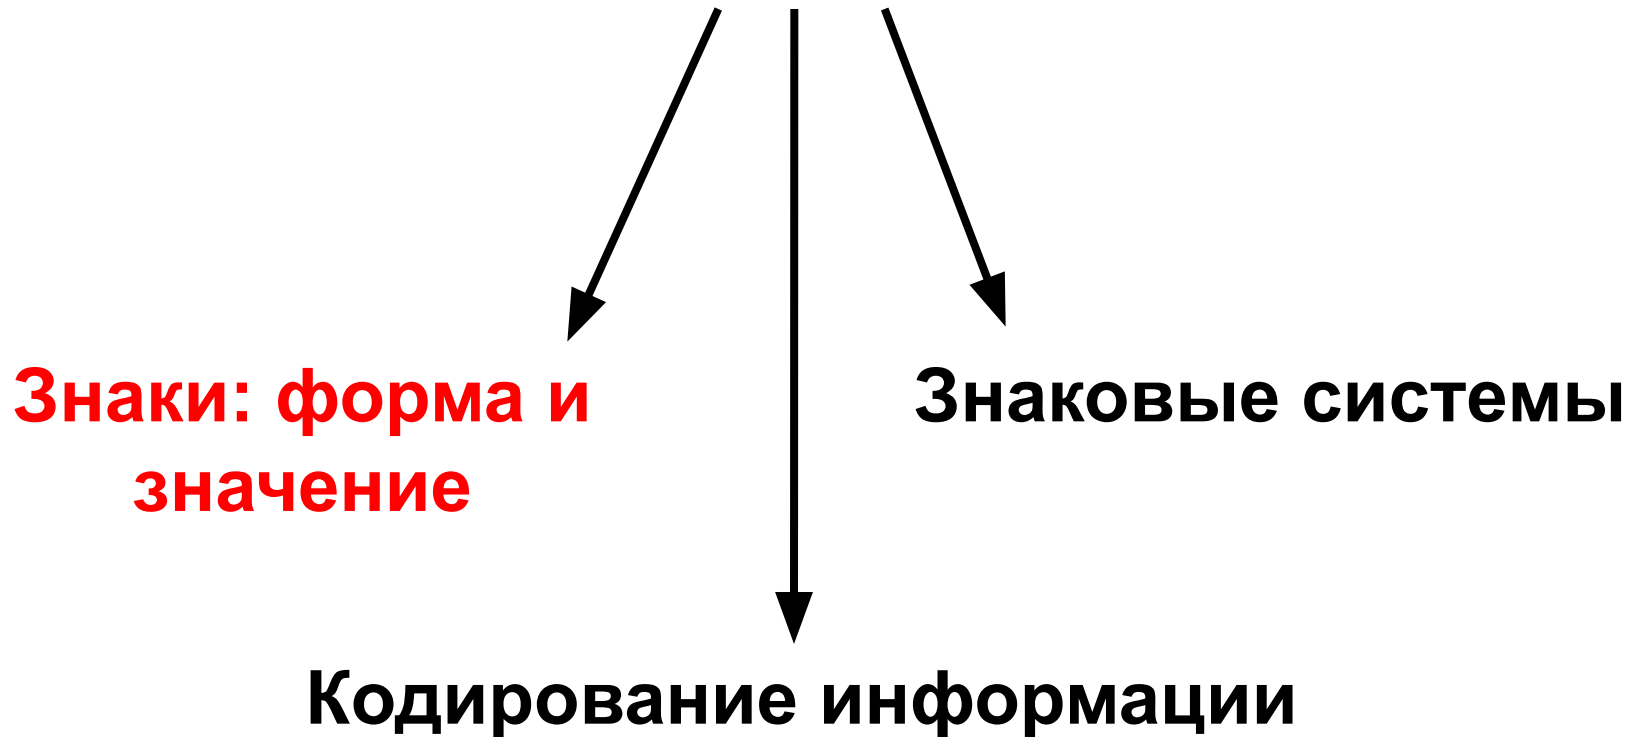 Знаки: форма и
значение
Знаковые системы
Кодирование информации